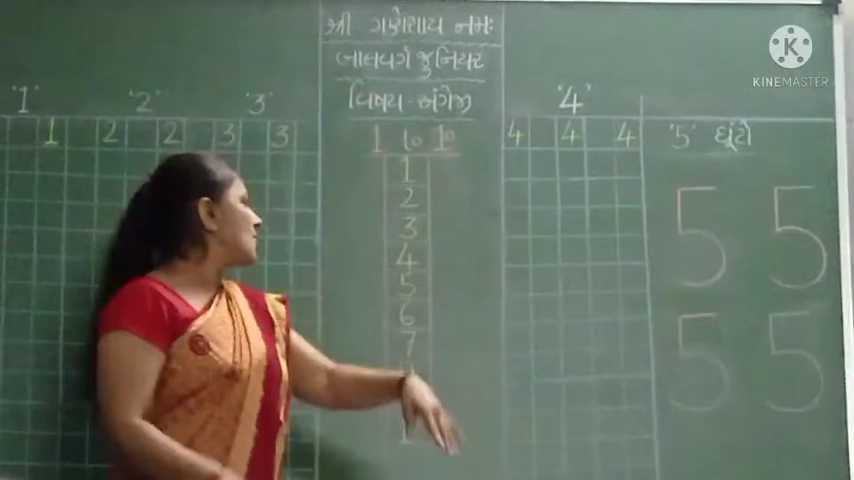 શ્રી ગણેશાય નમઃ
બાલવર્ગ જુનિયર
વિષય-અંગ્રેજી
'1' '2' '3'
1 2 2 3 3
1 to 10
1
2
3
4
5
6
7
'4'
4 4 4
'5' ઘૂંટો
5 5
5 5
KINEMASTER